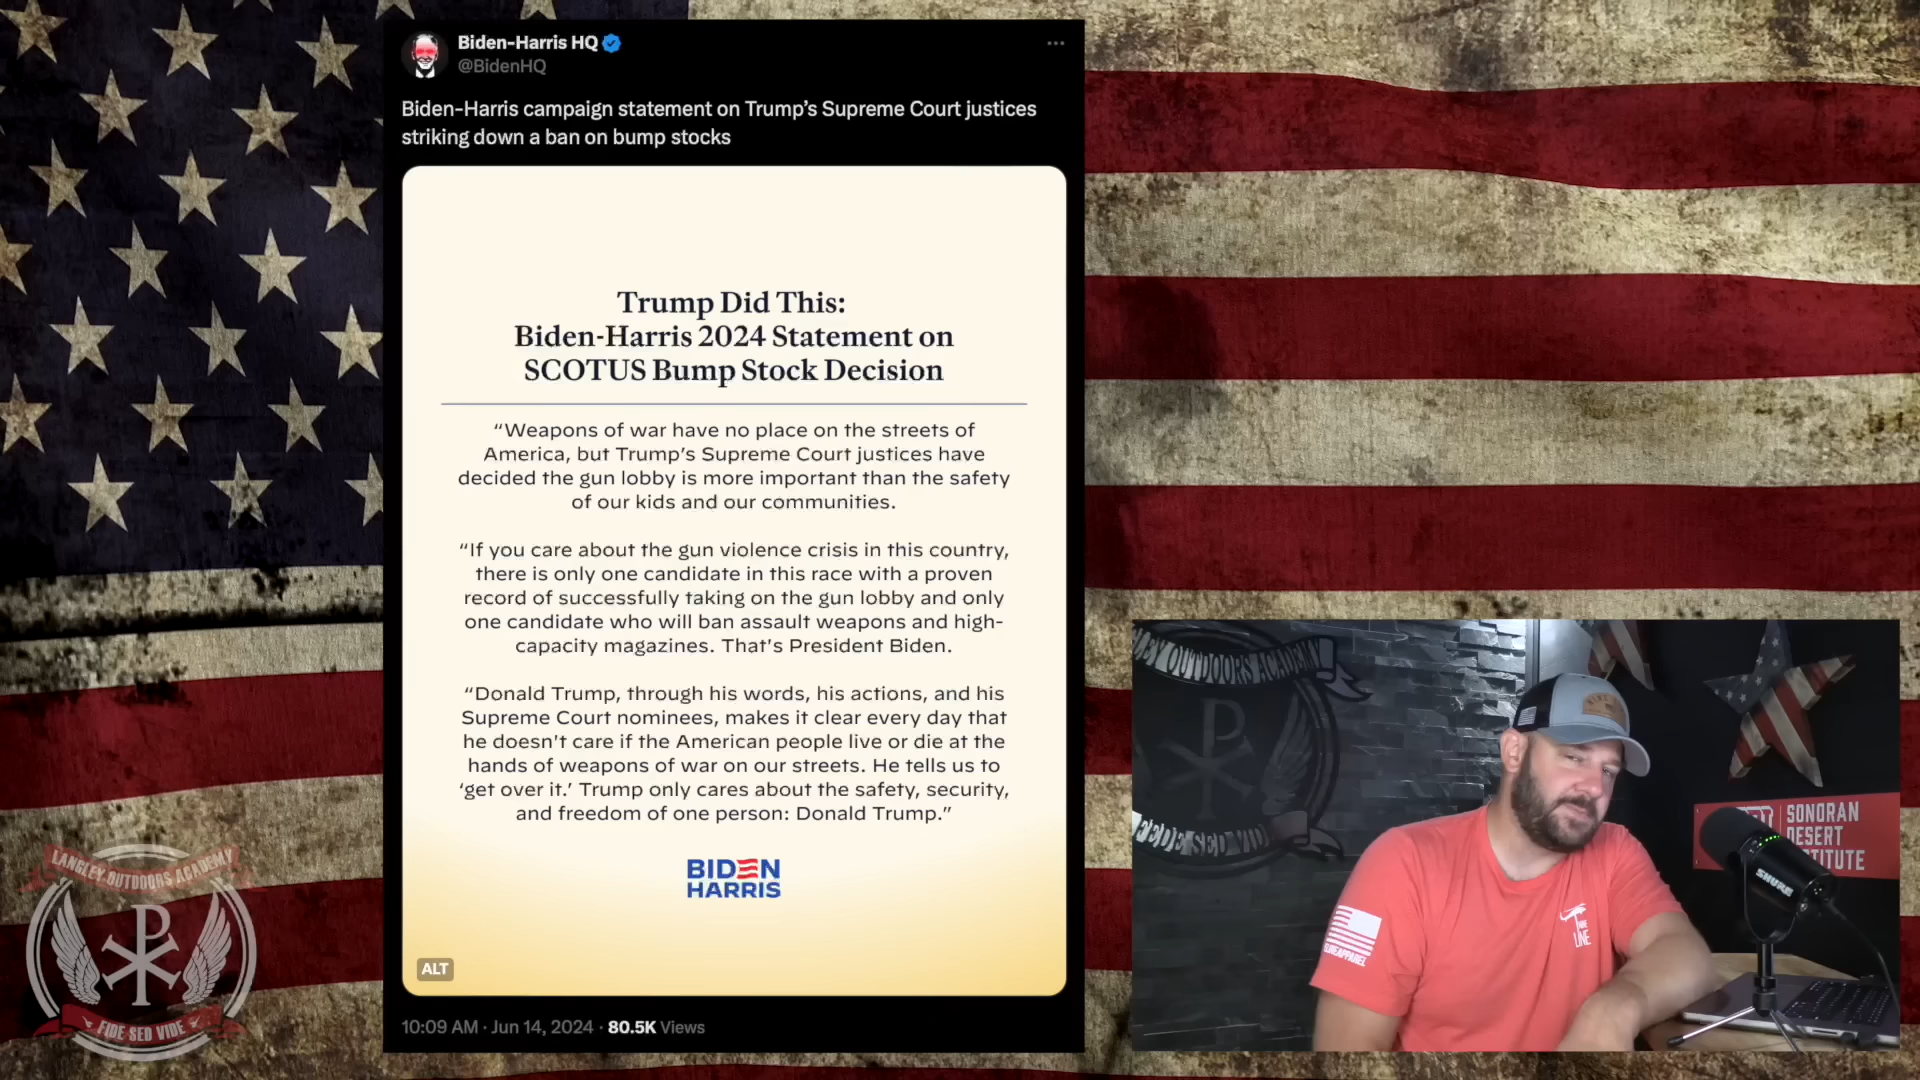 Biden-Harris HQ
@BidenHQ
Biden-Harris campaign statement on Trump’s Supreme Court justices
striking down a ban on bump stocks
Trump Did This:
Biden-Harris 2024 Statement on
SCOTUS Bump Stock Decision
“Weapons of war have no place on the streets of
America, but Trump’s Supreme Court justices have
decided the gun lobby is more important than the safety
of our kids and our communities.
“If you care about the gun violence crisis in this country,
there is only one candidate in this race with a proven
record of successfully taking on the gun lobby and only
one candidate who will ban assault weapons and high-
capacity magazines. That’s President Biden.
“Donald Trump, through his words, his actions, and his
Supreme Court nominees, makes it clear every day that
he doesn’t care if the American people live or die at the
hands of weapons of war on our streets. He tells us to
‘get over it.’ Trump only cares about the safety, security,
and freedom of one person: Donald Trump.”
BIDEN
HARRIS
ALT
10:09 AM · Jun 14, 2024 · 80.5K Views
LANGLEY OUTDOORS ACADEMY
FIDE SED VIDE
OUTDOORS ACADEMY
SED VIDE
SONORAN
DESERT
SHURE
LINE